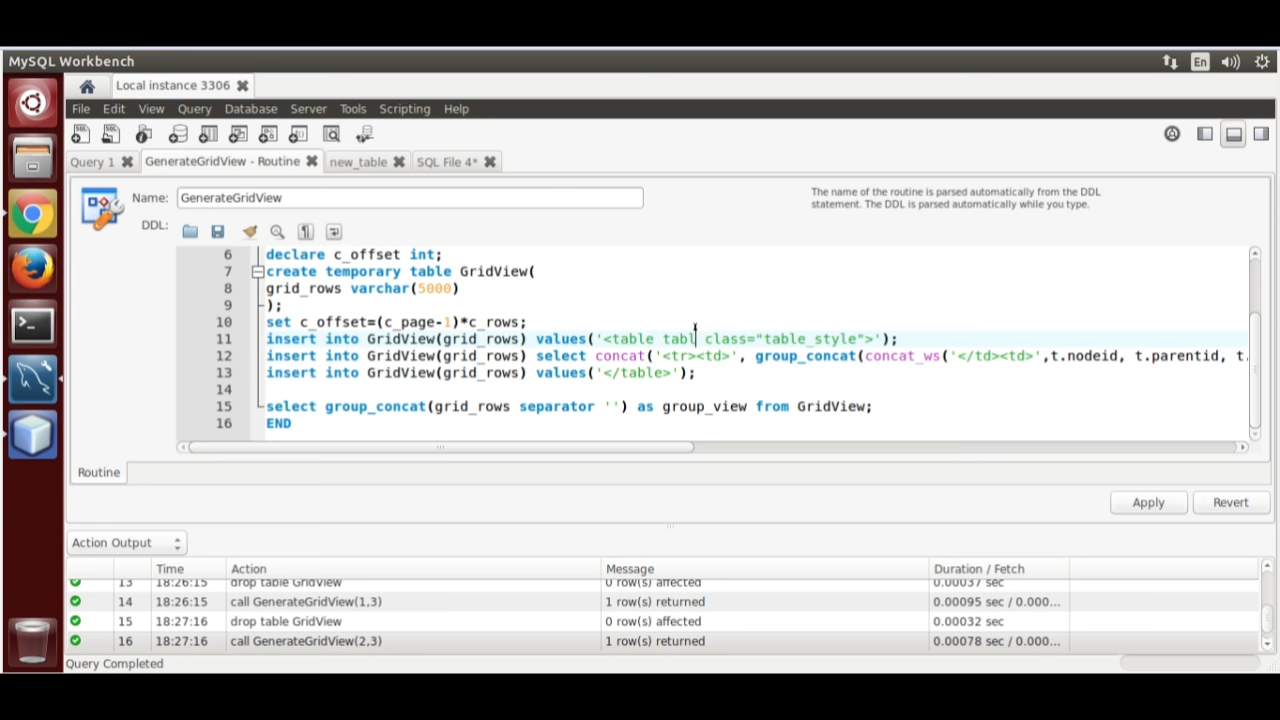 MySQL Workbench
En
Local instance 3306
File Edit View Query Database Server Tools Scripting Help
Query 1 GenerateGridView - Routine new_table SQL File 4*
Name: GenerateGridView
The name of the routine is parsed automatically from the DDL
statement. The DDL is parsed automatically while you type.
DDL:
6 declare c_offset int;
7 create temporary table GridView(
8 grid_rows varchar(5000)
9 );
10 set c_offset=(c_page-1)*c_rows;
11 insert into GridView(grid_rows) values('<table tabl class="table_style">');
12 insert into GridView(grid_rows) select concat('<tr><td>', group_concat(concat_ws('</td><td>',t.nodeid, t.parentid, t.
13 insert into GridView(grid_rows) values('</table>');
14
15 select group_concat(grid_rows separator '') as group_view from GridView;
16 END
Routine
Apply Revert
Action Output
Time Action Message Duration / Fetch
13 18:26:15 drop table GridView 0 row(s) affected 0.00037 sec
14 18:26:15 call GenerateGridView(1,3) 1 row(s) returned 0.00095 sec / 0.000...
15 18:27:16 drop table GridView 0 row(s) affected 0.00032 sec
16 18:27:16 call GenerateGridView(2,3) 1 row(s) returned 0.00078 sec / 0.000...
Query Completed